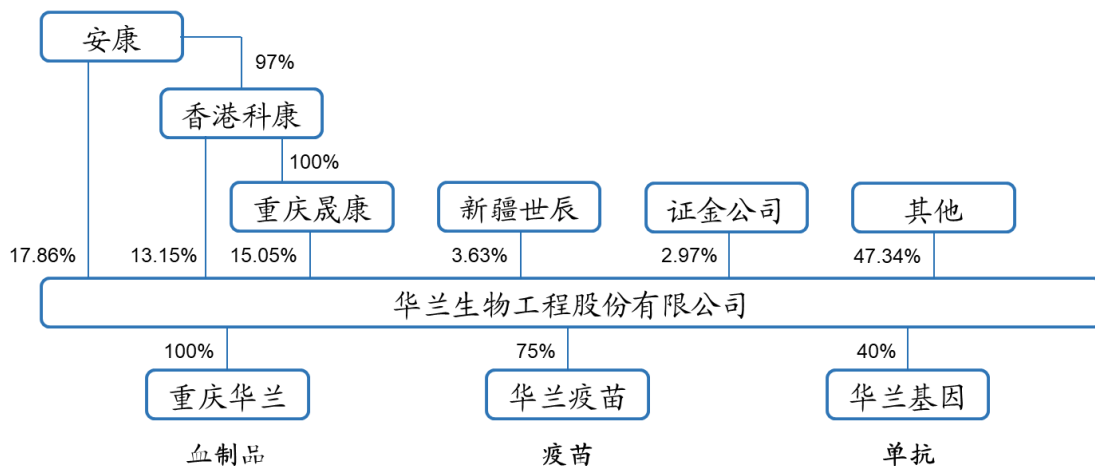 安康
97%
香港科康
100%
重庆晟康
新疆世辰
证金公司
其他
17.86%
13.15%
15.05%
3.63%
2.97%
47.34%
华兰生物工程股份有限公司
100%
75%
40%
重庆华兰
华兰疫苗
华兰基因
血制品
疫苗
单抗